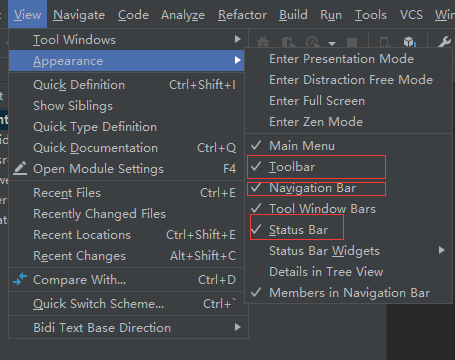 View Navigate Code Analyze Refactor Build Run Tools VCS
Tool Windows
Appearance
Quick Definition Ctrl+Shift+I
Show Siblings
Quick Type Definition
Quick Documentation Ctrl+Q
Open Module Settings F4
Recent Files Ctrl+E
Recently Changed Files
Recent Locations Ctrl+Shift+E
Recent Changes Alt+Shift+C
Compare With... Ctrl+D
Quick Switch Scheme... Ctrl+`
Bidi Text Base Direction
Enter Presentation Mode
Enter Distraction Free Mode
Enter Full Screen
Enter Zen Mode
Main Menu
Toolbar
Navigation Bar
Tool Window Bars
Status Bar
Status Bar Widgets
Details in Tree View
Members in Navigation Bar